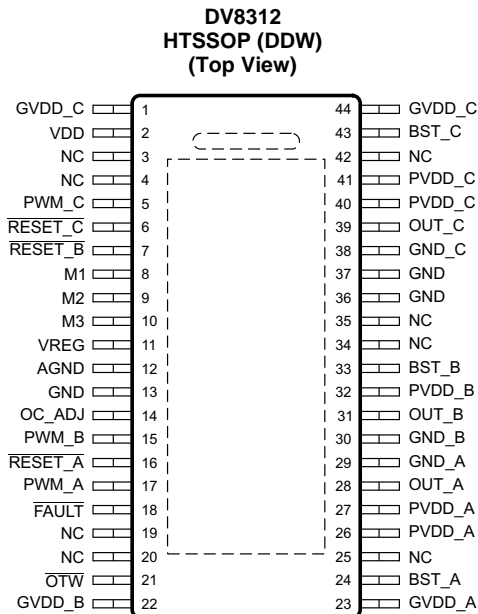 DV8312
HTSSOP (DDW)
(Top View)
GVDD_C 1 44 GVDD_C
VDD 2 43 BST_C
NC 3 42 NC
NC 4 41 PVDD_C
PWM_C 5 40 PVDD_C
RESET_C 6 39 OUT_C
RESET_B 7 38 GND_C
M1 8 37 GND
M2 9 36 GND
M3 10 35 NC
VREG 11 34 NC
AGND 12 33 BST_B
GND 13 32 PVDD_B
OC_ADJ 14 31 OUT_B
PWM_B 15 30 GND_B
RESET_A 16 29 GND_A
PWM_A 17 28 OUT_A
FAULT 18 27 PVDD_A
NC 19 26 PVDD_A
NC 20 25 NC
OTW 21 24 BST_A
GVDD_B 22 23 GVDD_A